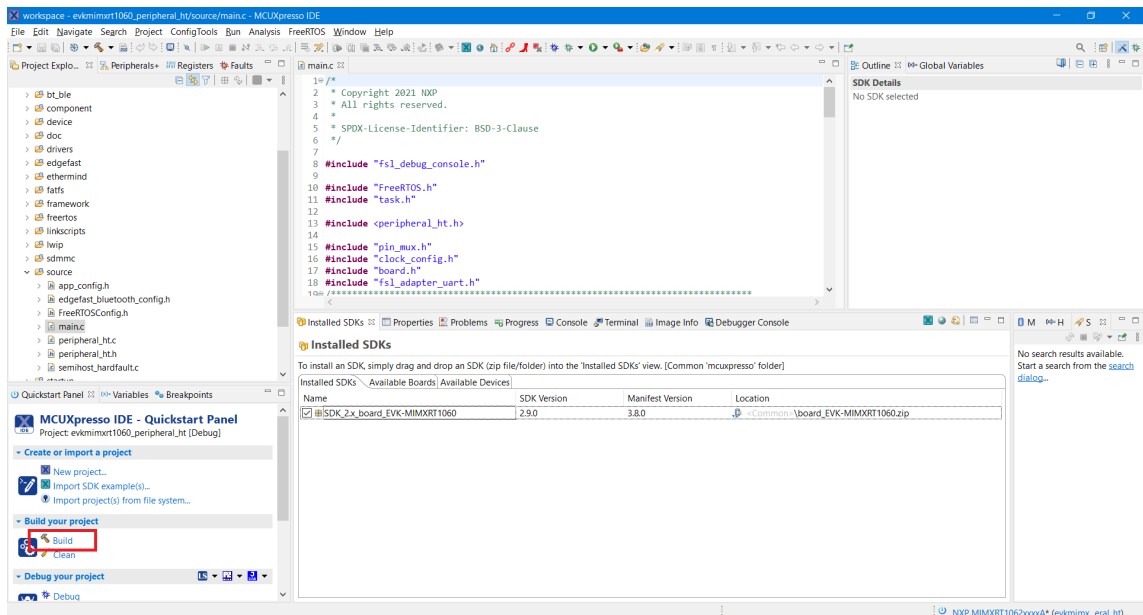 workspace - evkmimxrt1060_peripheral_ht/source/main.c - MCUXpresso IDE
File Edit Navigate Search Project ConfigTools Run Analysis FreeRTOS Window Help
Project Explo... Peripherals+ Registers Faults
bt_ble
component
device
doc
drivers
edgefast
ethermind
fatfs
framework
freertos
linkscripts
lwip
sdmmc
source
app_config.h
edgefast_bluetooth_config.h
FreeRTOSConfig.h
main.c
peripheral_ht.c
peripheral_ht.h
semihost_hardfault.c
startup
main.c
1 /*
2 * Copyright 2021 NXP
3 * All rights reserved.
4 *
5 * SPDX-License-Identifier: BSD-3-Clause
6 */
7
8 #include "fsl_debug_console.h"
9
10 #include "FreeRTOS.h"
11 #include "task.h"
12
13 #include <peripheral_ht.h>
14
15 #include "pin_mux.h"
16 #include "clock_config.h"
17 #include "board.h"
18 #include "fsl_adapter_uart.h"
Outline Global Variables
SDK Details
No SDK selected
Quickstart Panel Variables Breakpoints
MCUXpresso IDE - Quickstart Panel
Project: evkmimxrt1060_peripheral_ht [Debug]
Create or import a project
New project...
Import SDK example(s)...
Import project(s) from file system...
Build your project
Build
Clean
Debug your project
Debug
Installed SDKs Properties Problems Progress Console Terminal Image Info Debugger Console
Installed SDKs
To install an SDK, simply drag and drop an SDK (zip file/folder) into the 'Installed SDKs' view. [Common 'mcuxpresso' folder]
Installed SDKs Available Boards Available Devices
Name SDK Version Manifest Version Location
SDK_2.x_board_EVK-MIMXRT1060 2.9.0 3.8.0 <Common>\board_EVK-MIMXRT1060.zip
M H S
No search results available.
Start a search from the search
dialog...
NXP MIMXRT1062xxxxA* (evkmimx...eral_ht)